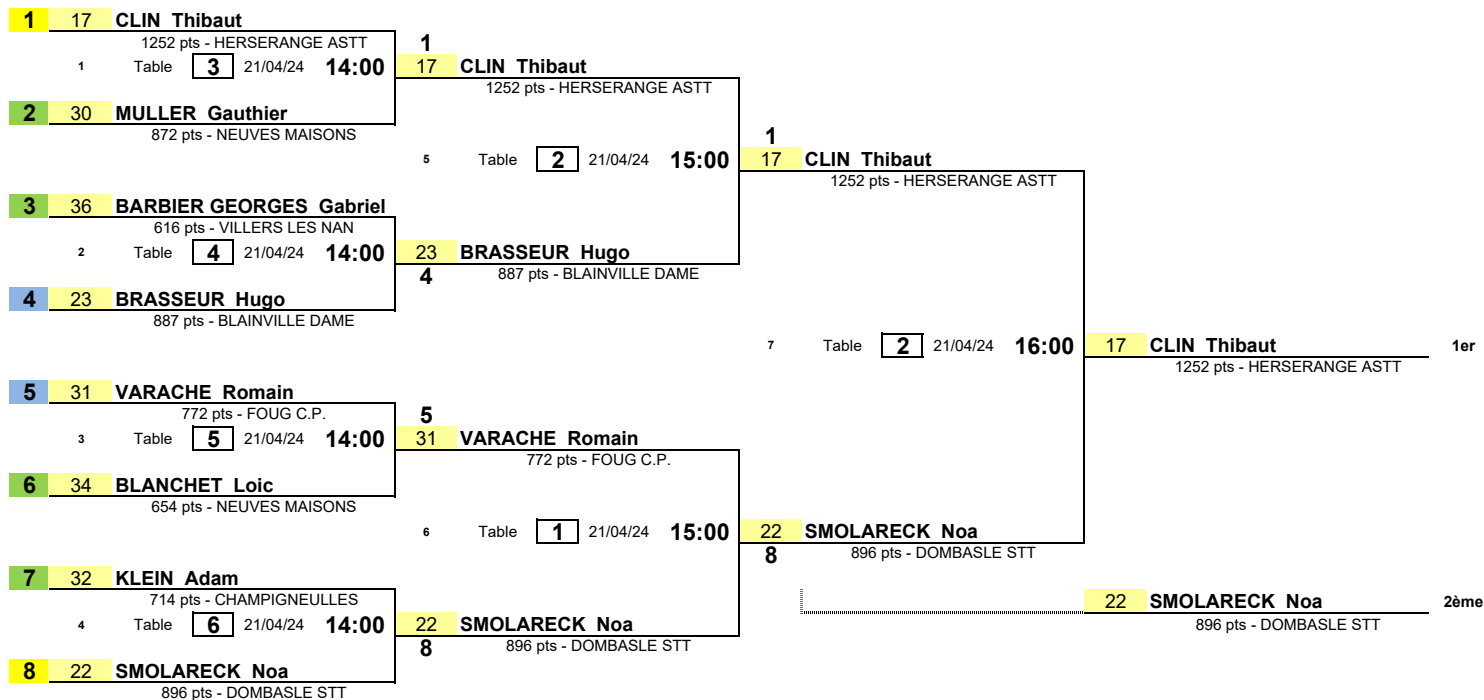 1 17 CLIN Thibaut
1252 pts - HERSERANGE ASTT
1
1 Table 3 21/04/24 14:00
17 CLIN Thibaut
1252 pts - HERSERANGE ASTT
2 30 MULLER Gauthier
872 pts - NEUVES MAISONS
1
5 Table 2 21/04/24 15:00
17 CLIN Thibaut
1252 pts - HERSERANGE ASTT
3 36 BARBIER GEORGES Gabriel
616 pts - VILLERS LES NAN
2 Table 4 21/04/24 14:00
23 BRASSEUR Hugo
887 pts - BLAINVILLE DAME
4
4 23 BRASSEUR Hugo
887 pts - BLAINVILLE DAME
7 Table 2 21/04/24 16:00
17 CLIN Thibaut 1er
1252 pts - HERSERANGE ASTT
5 31 VARACHE Romain
772 pts - FOUG C.P.
5
3 Table 5 21/04/24 14:00
31 VARACHE Romain
772 pts - FOUG C.P.
6 34 BLANCHET Loic
654 pts - NEUVES MAISONS
6 Table 1 21/04/24 15:00
22 SMOLARECK Noa
896 pts - DOMBASLE STT
8
7 32 KLEIN Adam
714 pts - CHAMPIGNEULLES
22 SMOLARECK Noa 2ème
896 pts - DOMBASLE STT
4 Table 6 21/04/24 14:00
22 SMOLARECK Noa
896 pts - DOMBASLE STT
8
8 22 SMOLARECK Noa
896 pts - DOMBASLE STT